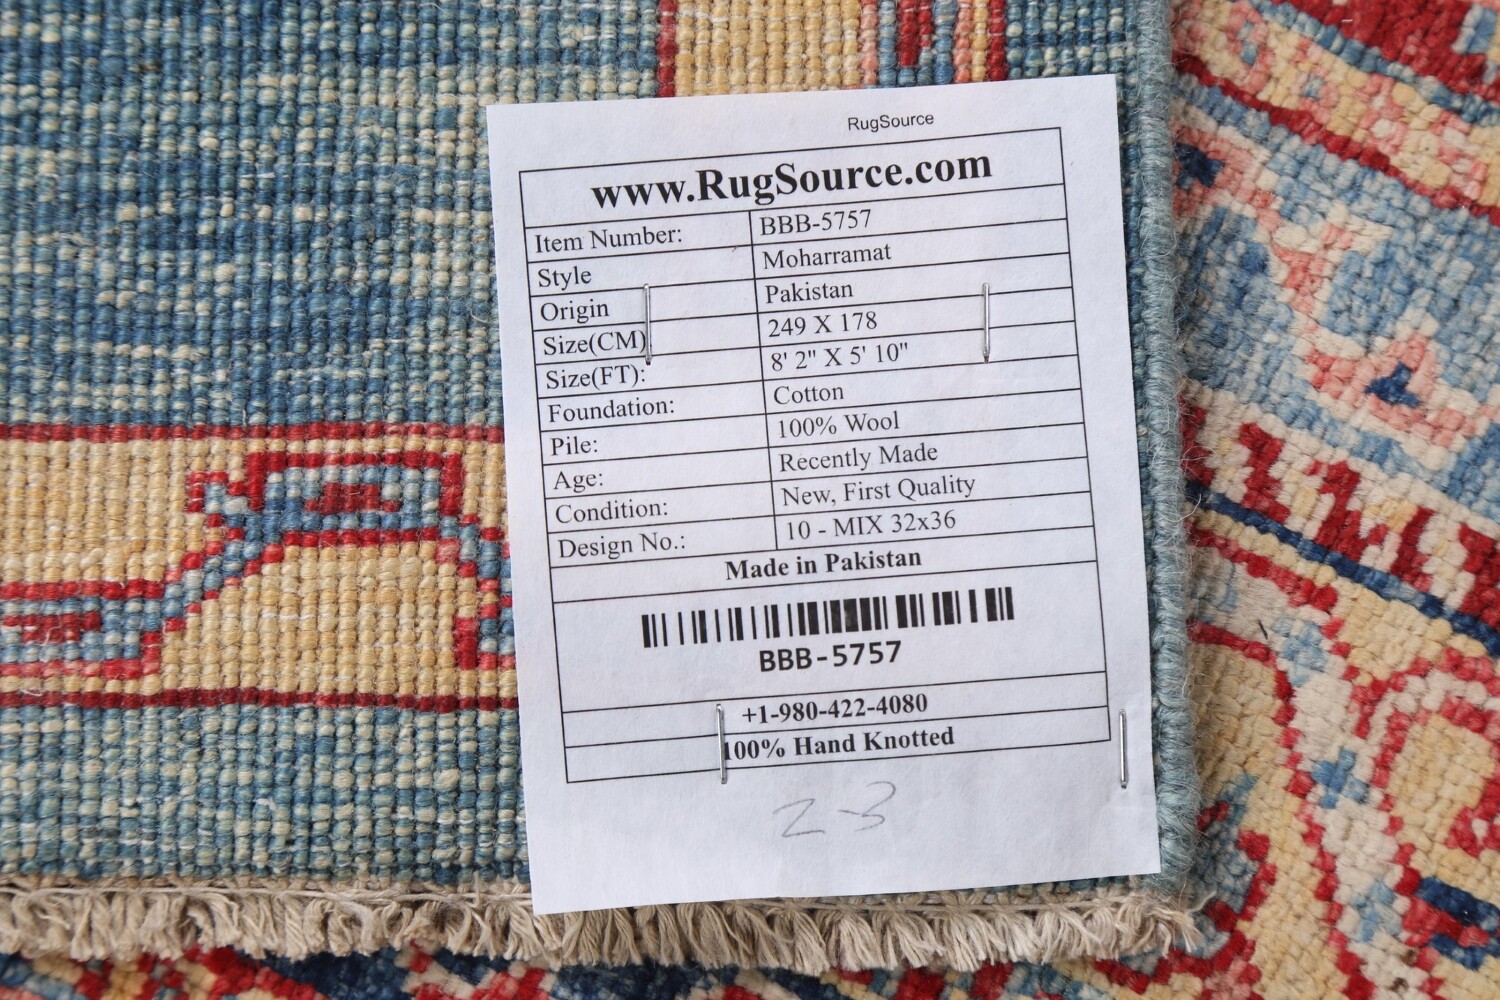 RugSource
www.RugSource.com
Item Number: BBB-5757
Style Moharramat
Origin Pakistan
Size(CM) 249 X 178
Size(FT): 8' 2" X 5' 10"
Foundation: Cotton
Pile: 100% Wool
Age: Recently Made
Condition: New, First Quality
Design No.: 10 - MIX 32x36
Made in Pakistan
BBB-5757
+1-980-422-4080
100% Hand Knotted
2-3